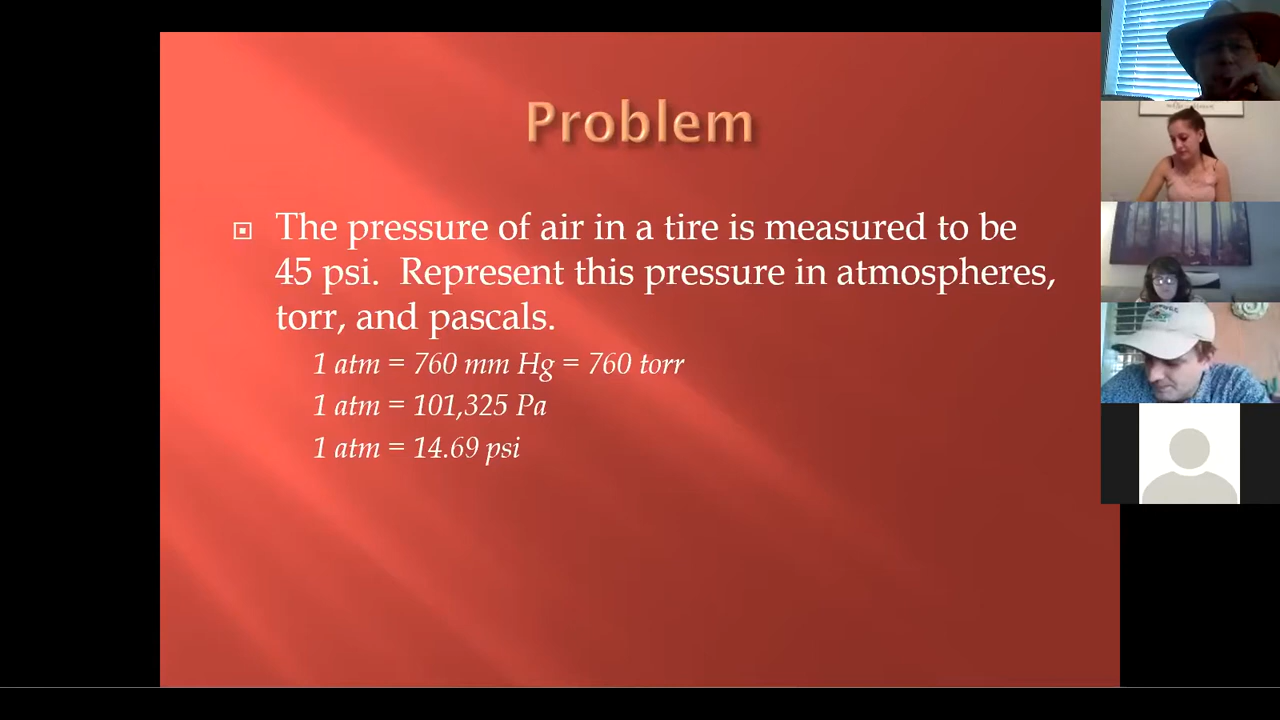 Problem
The pressure of air in a tire is measured to be
45 psi. Represent this pressure in atmospheres,
torr, and pascals.
1 atm = 760 mm Hg = 760 torr
1 atm = 101,325 Pa
1 atm = 14.69 psi